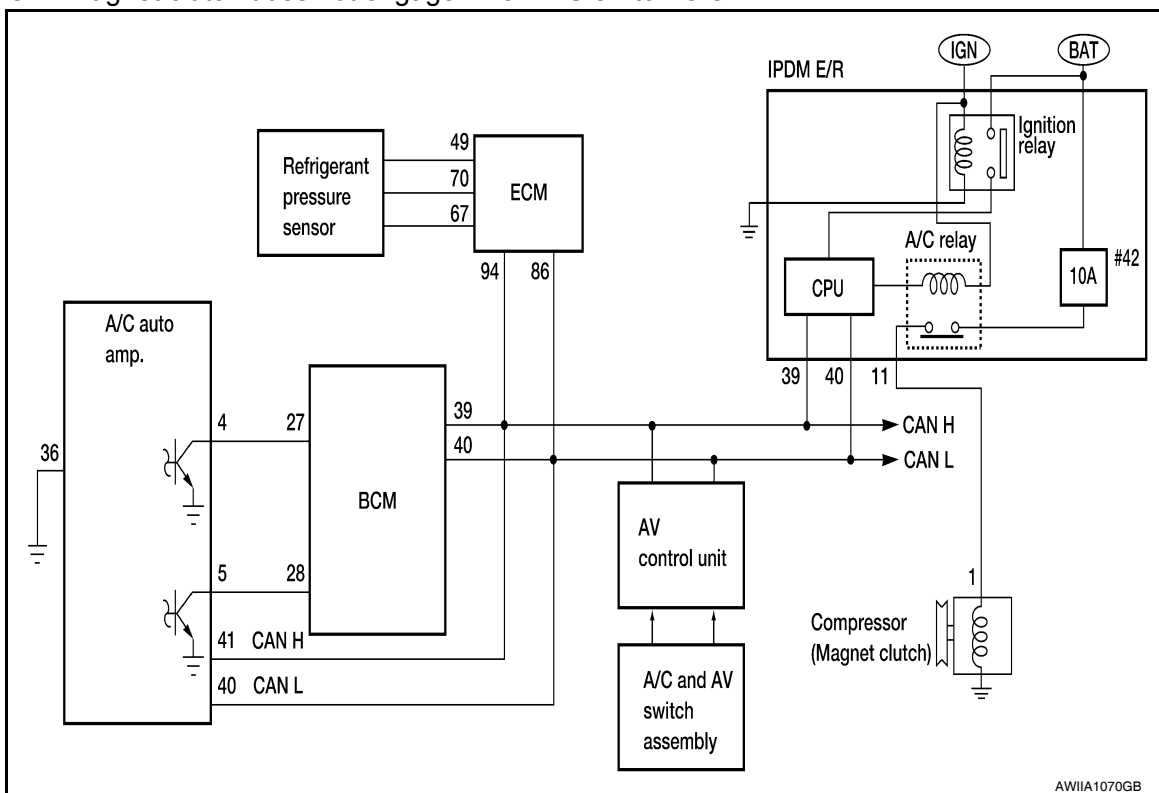 IGN
BAT
IPDM E/R
Ignition
relay
A/C relay
CPU
10A
#42
39
40
11
Refrigerant
pressure
sensor
49
70
67
ECM
94
86
A/C auto
amp.
36
4
27
5
28
41 CAN H
40 CAN L
BCM
39
40
CAN H
CAN L
AV
control unit
A/C and AV
switch
assembly
1
Compressor
(Magnet clutch)
AWIIA1070GB